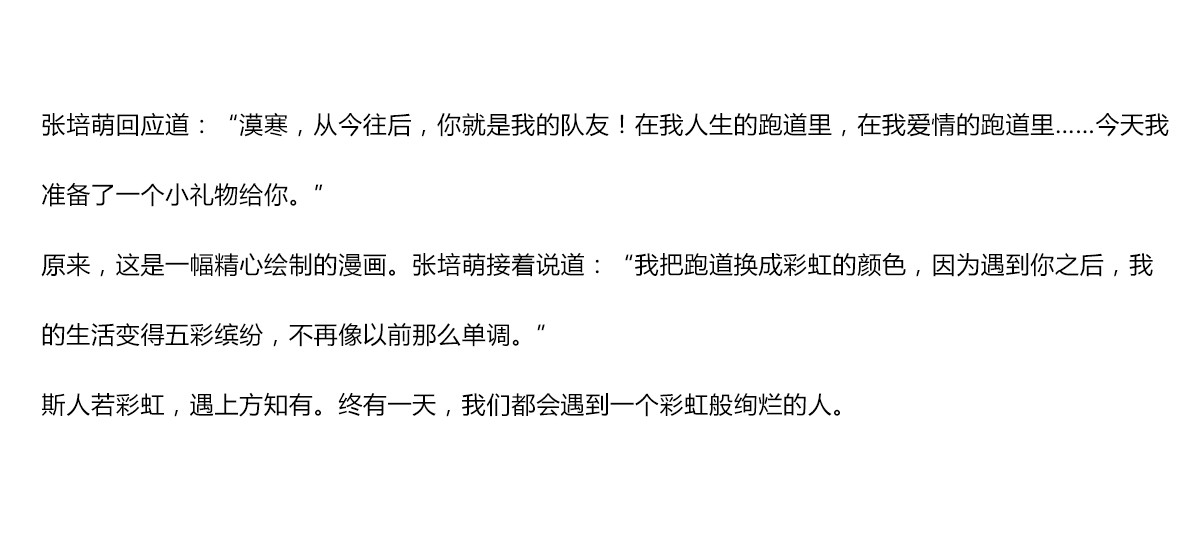 张培萌回应道：“漠寒，从今往后，你就是我的队友！在我人生的跑道里，在我爱情的跑道里……今天我
准备了一个小礼物给你。”
原来，这是一幅精心绘制的漫画。张培萌接着说道：“我把跑道换成彩虹的颜色，因为遇到你之后，我
的生活变得五彩缤纷，不再像以前那么单调。”
斯人若彩虹，遇上方知有。终有一天，我们都会遇到一个彩虹般绚烂的人。